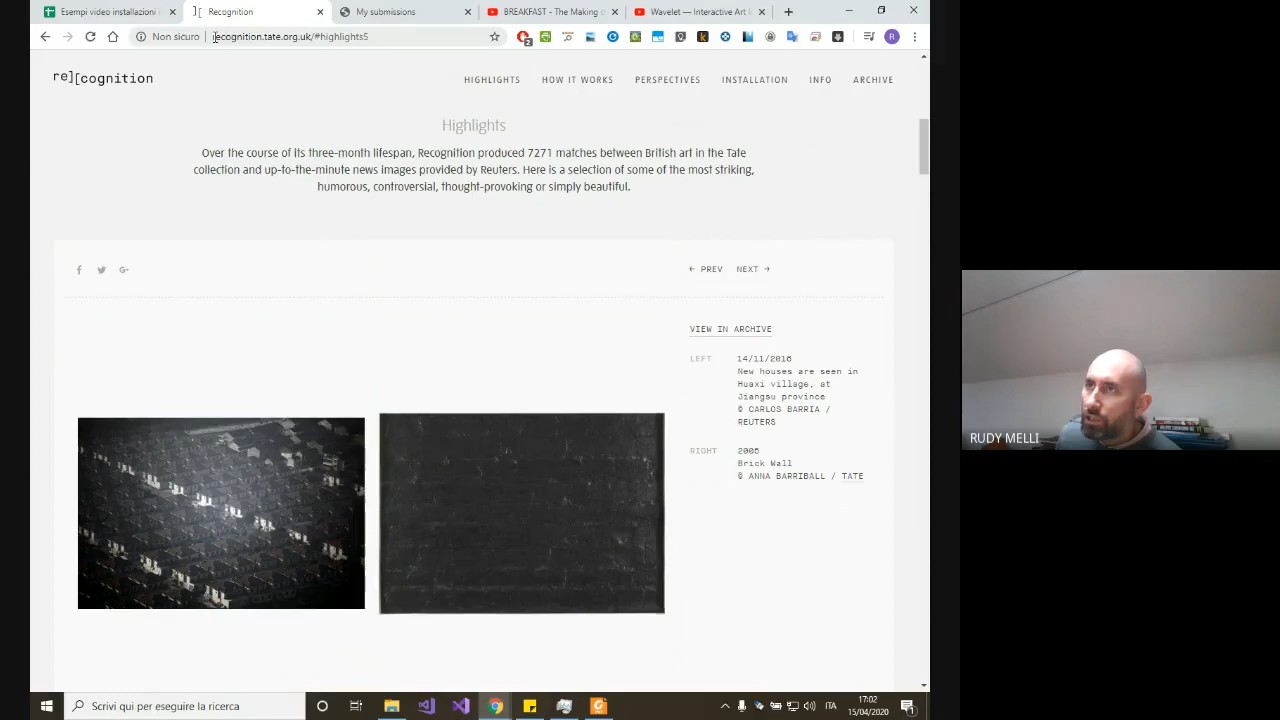 Esempi video installazioni i
Recognition
My submissions
BREAKFAST - The Making o
Wavelet — Interactive Art I
Non sicuro
recognition.tate.org.uk/#highlights5
re][cognition
HIGHLIGHTS
HOW IT WORKS
PERSPECTIVES
INSTALLATION
INFO
ARCHIVE
Highlights
Over the course of its three-month lifespan, Recognition produced 7271 matches between British art in the Tate
collection and up-to-the-minute news images provided by Reuters. Here is a selection of some of the most striking,
humorous, controversial, thought-provoking or simply beautiful.
← PREV
NEXT →
VIEW IN ARCHIVE
LEFT
14/11/2016
New houses are seen in
Huaxi village, at
Jiangsu province
© CARLOS BARRIA /
REUTERS
RIGHT
2005
Brick Wall
© ANNA BARRIBALL / TATE
RUDY MELLI
Scrivi qui per eseguire la ricerca
ITA
17:02
15/04/2020